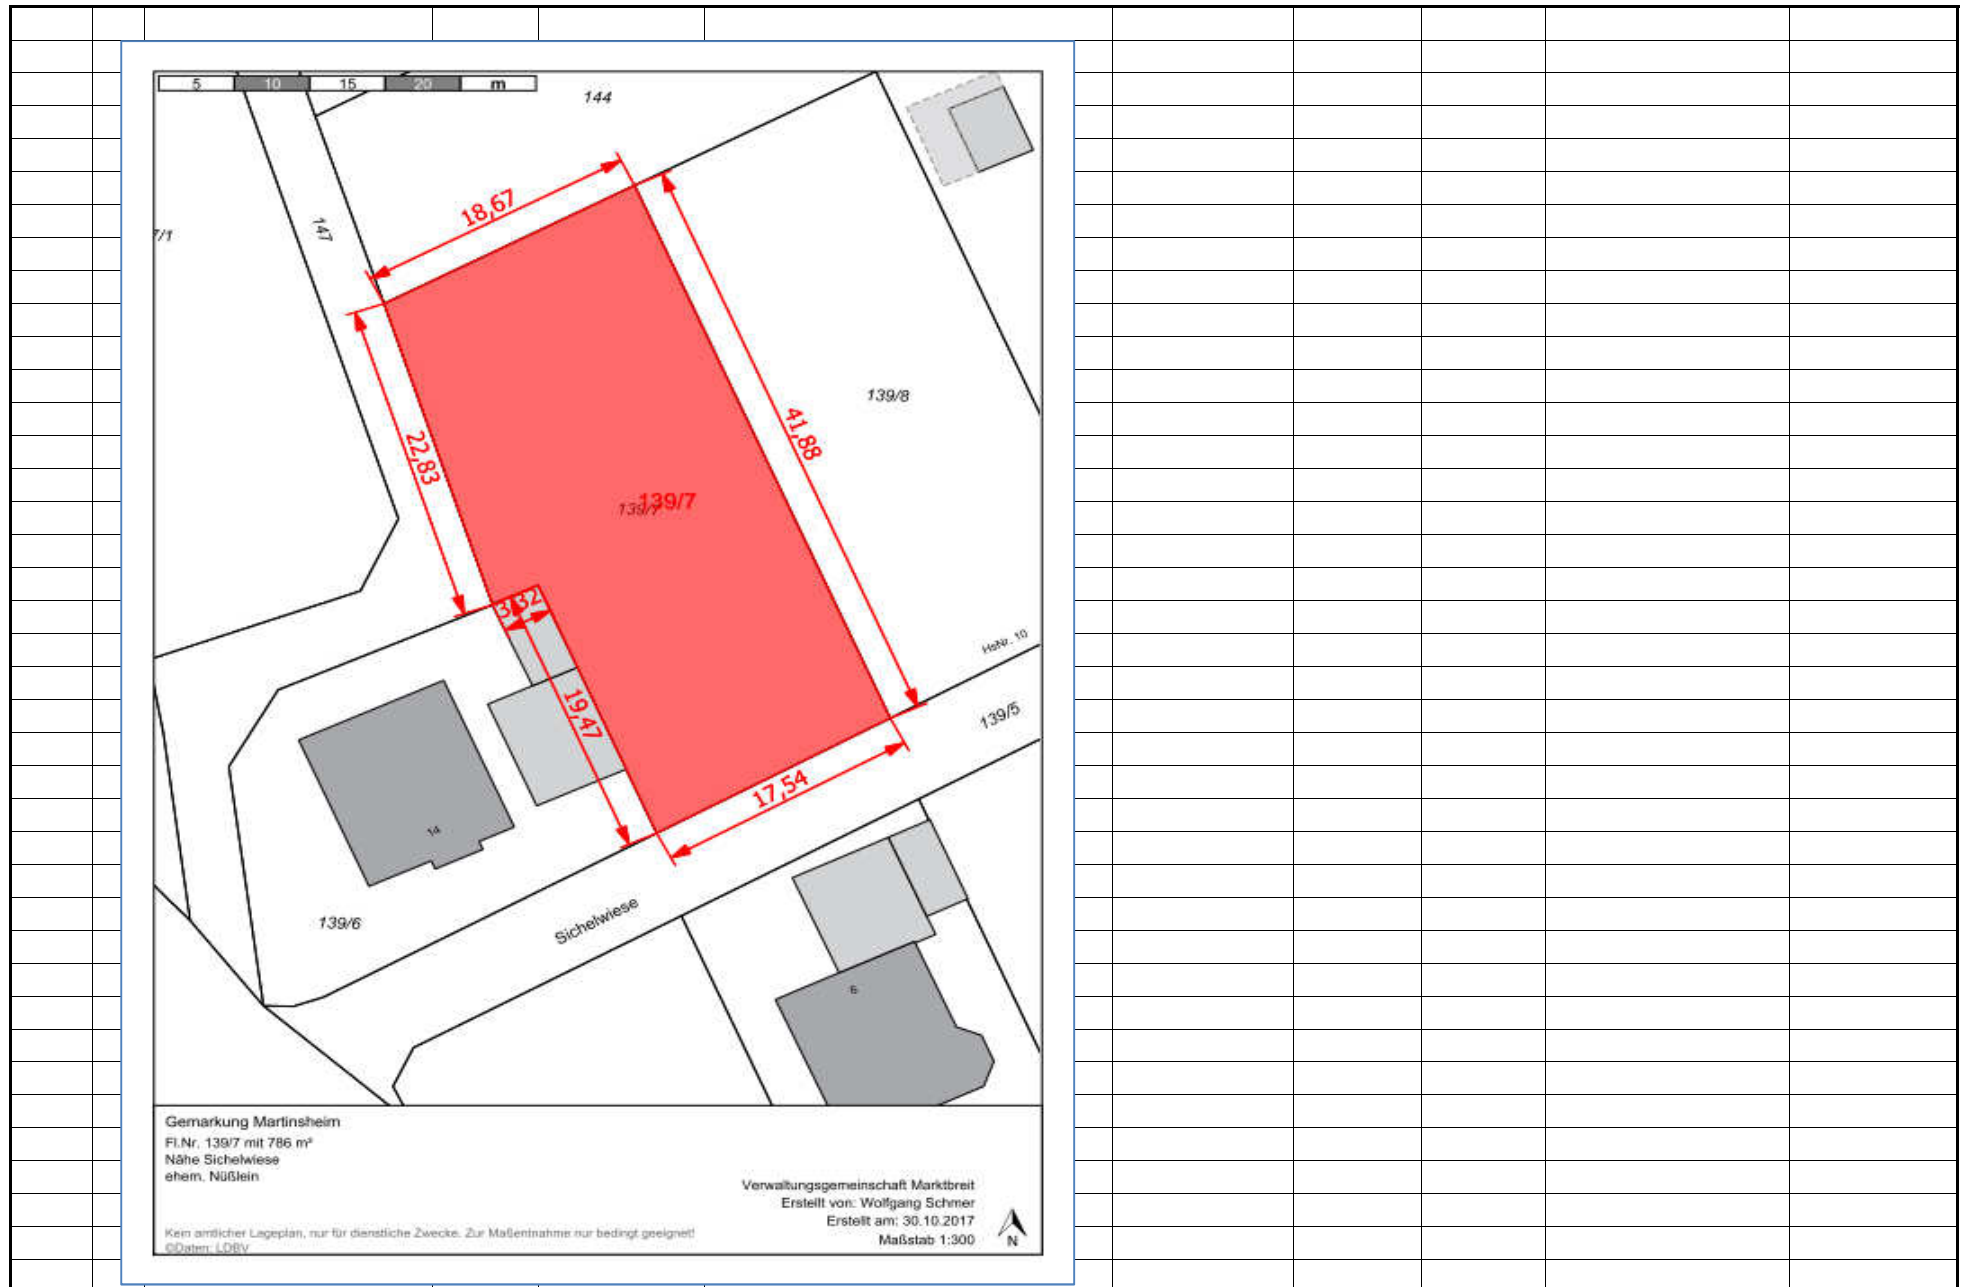 5 10 15 20 m
144
18,67
147
7/1
139/8
41,88
22,83
139/7
139/7
3,32
HsNr. 10
19,47
139/5
17,54
14
139/6
Sichelwiese
6
Gemarkung Martinsheim
Fl.Nr. 139/7 mit 786 m²
Nähe Sichelwiese
ehem. Nüßlein
Verwaltungsgemeinschaft Marktbreit
Erstellt von: Wolfgang Schmer
Erstellt am: 30.10.2017
Maßstab 1:300
N
Kein amtlicher Lageplan, nur für dienstliche Zwecke. Zur Maßentnahme nur bedingt geeignet!
©Daten: LDBV